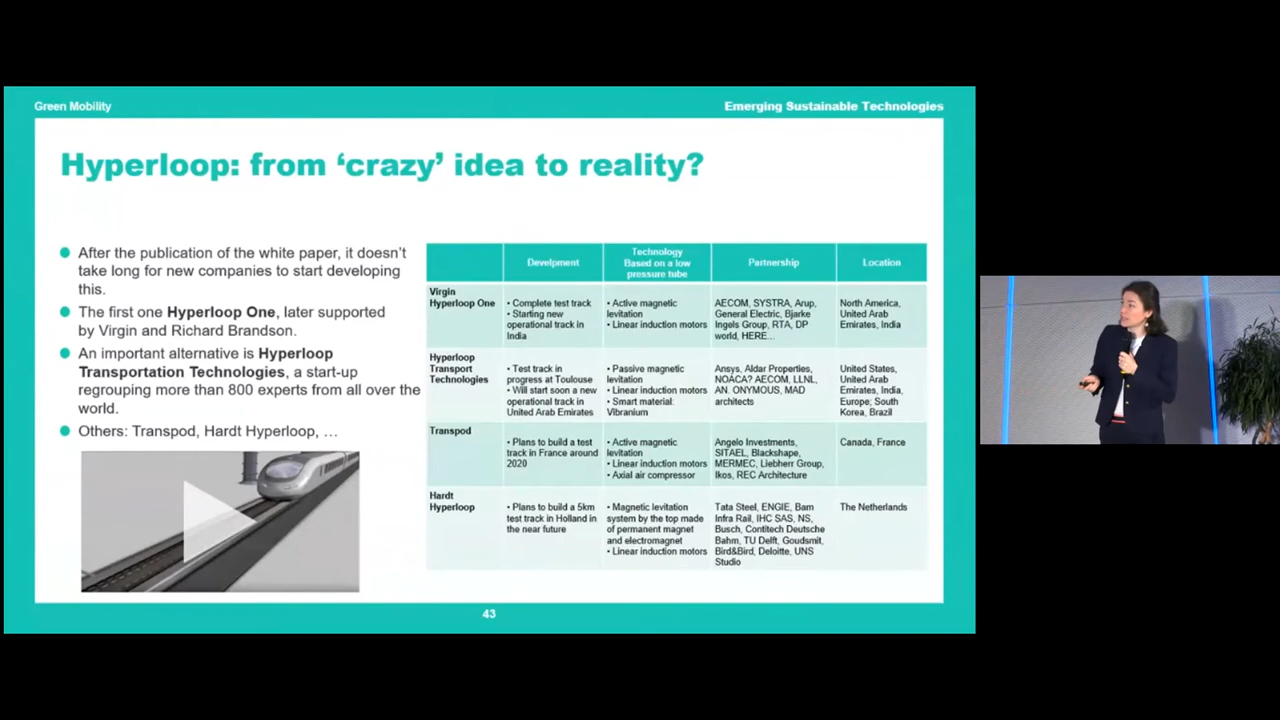 Green Mobility
Emerging Sustainable Technologies
Hyperloop: from ‘crazy’ idea to reality?
● After the publication of the white paper, it doesn’t
take long for new companies to start developing
this.
● The first one Hyperloop One, later supported
by Virgin and Richard Brandson.
● An important alternative is Hyperloop
Transportation Technologies, a start-up
regrouping more than 800 experts from all over the
world.
● Others: Transpod, Hardt Hyperloop, …
Develpment
Technology
Based on a low
pressure tube
Partnership
Location
Virgin
Hyperloop One
• Complete test track
• Starting new
operational track in
India
• Active magnetic
levitation
• Linear induction motors
AECOM, SYSTRA, Arup,
General Electric, Bjarke
Ingels Group, RTA, DP
world, HERE…
North America,
United Arab
Emirates, India
Hyperloop
Transport
Technologies
• Test track in
progress at Toulouse
• Will start soon a new
operational track in
United Arab Emirates
• Passive magnetic
levitation
• Linear induction motors
• Smart material:
Vibranium
Ansys, Aldar Properties,
NOACA? AECOM, LLNL,
AN. ONYMOUS, MAD
architects
United States,
United Arab
Emirates, India,
Europe, South
Korea, Brazil
Transpod
• Plans to build a test
track in France around
2020
• Active magnetic
levitation
• Linear induction motors
• Axial air compressor
Angelo Investments,
SITAEL, Blackshape,
MERMEC, Liebherr Group,
Ikos, REC Architecture
Canada, France
Hardt
Hyperloop
• Plans to build a 5km
test track in Holland in
the near future
• Magnetic levitation
system by the top made
of permanent magnet
and electromagnet
• Linear induction motors
Tata Steel, ENGIE, Bam
Infra Rail, IHC SAS, NS,
Busch, Contitech Deutsche
Bahm, TU Delft, Goudsmit,
Bird&Bird, Deloitte, UNS
Studio
The Netherlands
43